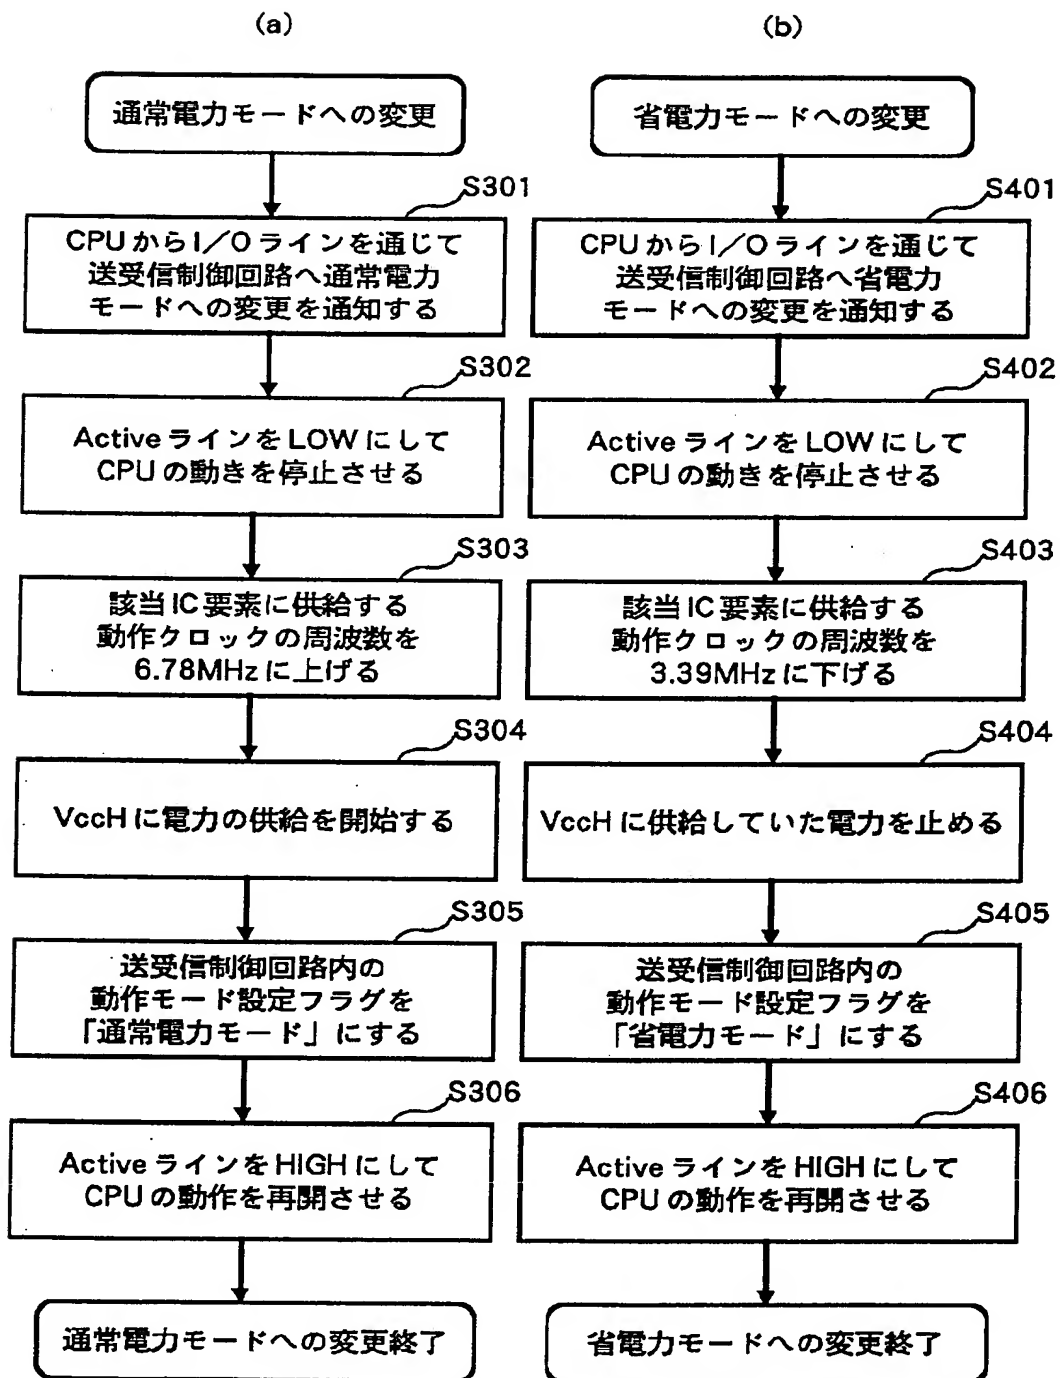 (a)
通常電力モードへの変更
S301
CPUからI／Oラインを通じて
送受信制御回路へ通常電力
モードへの変更を通知する
S302
ActiveラインをLOWにして
CPUの動きを停止させる
S303
該当IC要素に供給する
動作クロックの周波数を
6.78MHzに上げる
S304
VccHに電力の供給を開始する
S305
送受信制御回路内の
動作モード設定フラグを
「通常電力モード」にする
S306
ActiveラインをHIGHにして
CPUの動作を再開させる
通常電力モードへの変更終了
(b)
省電力モードへの変更
S401
CPUからI／Oラインを通じて
送受信制御回路へ省電力
モードへの変更を通知する
S402
ActiveラインをLOWにして
CPUの動きを停止させる
S403
該当IC要素に供給する
動作クロックの周波数を
3.39MHzに下げる
S404
VccHに供給していた電力を止める
S405
送受信制御回路内の
動作モード設定フラグを
「省電力モード」にする
S406
ActiveラインをHIGHにして
CPUの動作を再開させる
省電力モードへの変更終了